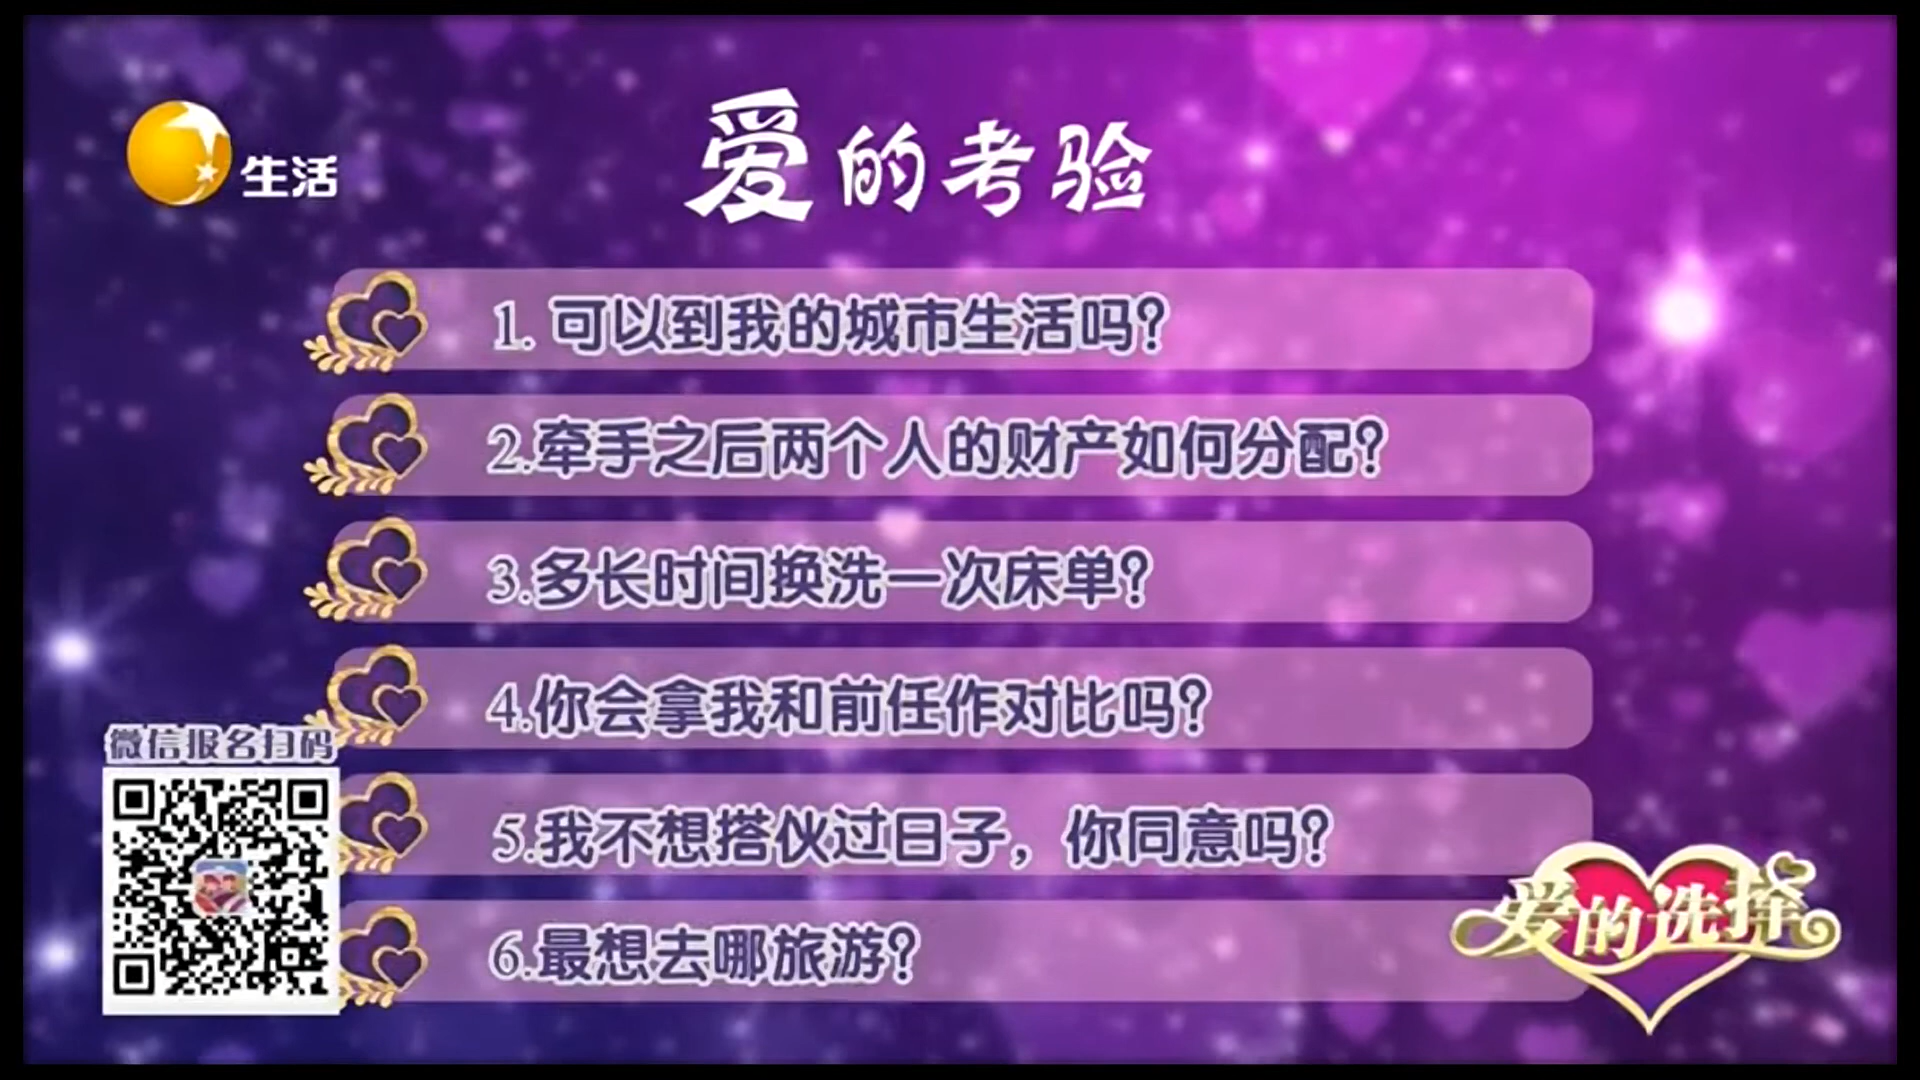 生活
爱的考验
1. 可以到我的城市生活吗?
2.牵手之后两个人的财产如何分配?
3.多长时间换洗一次床单?
4.你会拿我和前任作对比吗?
5.我不想搭伙过日子，你同意吗?
6.最想去哪旅游?
微信报名扫码
爱的选择